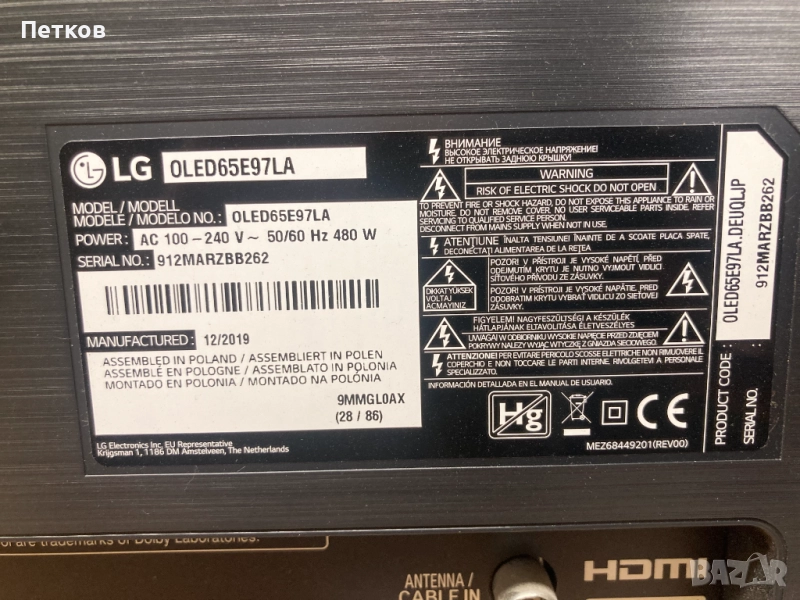 Петков
LG OLED65E97LA
MODEL / MODELL
MODÈLE / MODELO NO. : OLED65E97LA
POWER : AC 100 – 240 V ~ 50/60 Hz 480 W
SERIAL NO. : 912MARZBB262
MANUFACTURED : 12/2019
ASSEMBLED IN POLAND / ASSEMBLIERT IN POLEN
ASSEMBLÉ EN POLOGNE / ASSEMBLATO IN POLONIA
MONTADO EN POLONIA / MONTADO NA POLÓNIA
9MMGL0AX
(28 / 86)
LG Electronics Inc. EU Representative
Krijgsman 1, 1186 DM Amstelveen, The Netherlands
ВНИМАНИЕ
ВЫСОКОЕ ЭЛЕКТРИЧЕСКОЕ НАПРЯЖЕНИЕ!
НЕ ОТКРЫВАТЬ ЗАДНЮЮ КРЫШКУ!
WARNING
RISK OF ELECTRIC SHOCK DO NOT OPEN
TO PREVENT FIRE OR SHOCK HAZARD, DO NOT EXPOSE THIS APPLIANCE TO RAIN OR
MOISTURE. DO NOT REMOVE COVER. NO USER SERVICEABLE PARTS INSIDE. REFER
SERVICING TO QUALIFIED SERVICE PERSON.
DISCONNECT FROM MAINS SUPPLY WHEN NOT IN USE.
ATENŢIUNE ÎNALTA TENSIUNE! ÎNAINTE DE A SCOATE PLACA SPATE,
DECONECTAŢI ALIMENTAREA DE LA REŢEA
DIKKAT YÜKSEK
VOLTAJ
AÇMAYINIZ
POZOR! V PRÍSTROJI JE VYSOKÉ NAPÄTIE. PRED
ODEJMUTÍM KRYTU JE NUTNO VYJMOUT VIDLICI
SÍŤOVÉHO PŘÍVODU ZE ZÁSUVKY.
POZOR! V PRÍSTROJI JE VYSOKÉ NAPÄTIE. PRED
ODOBRATÍM KRYTU VYBRAŤ VIDLICU ZO SIEŤOVEJ
ZÁSUVKY.
FIGYELEM! NAGYFESZÜLTSÉG! A KÉSZÜLÉK
HÁTLAPJÁNAK ELTÁVOLÍTÁSA ÉLETVESZÉLYES
UWAGA! W ODBIORNIKU WYSOKIE NAPIĘCIE. PRZED ZDJĘCIEM
POKRYWY NALEŻY WYJĄĆ WTYCZKĘ Z GNIAZDA SIECIOWEGO.
ATTENZIONE! PER EVITARE PERICOLO SCOSSE ELETTRICHE NON RIMUOVERE IL
COPERCHIO E NON TOCCARE LE PARTI INTERNE. RIVOLGETEVI A PERSONALE
SPECIALIZZATO.
INFORMACIÓN DETALLADA EN EL MANUAL DE USUARIO.
Hg
CE
MEZ68449201(REV00)
PRODUCT CODE : OLED65E97LA.DEUQLJP
SERIAL NO. 912MARZBB262
or are trademarks of Dolby Laboratories.
ANTENNA /
CABLE IN
HDMI
BAZAR